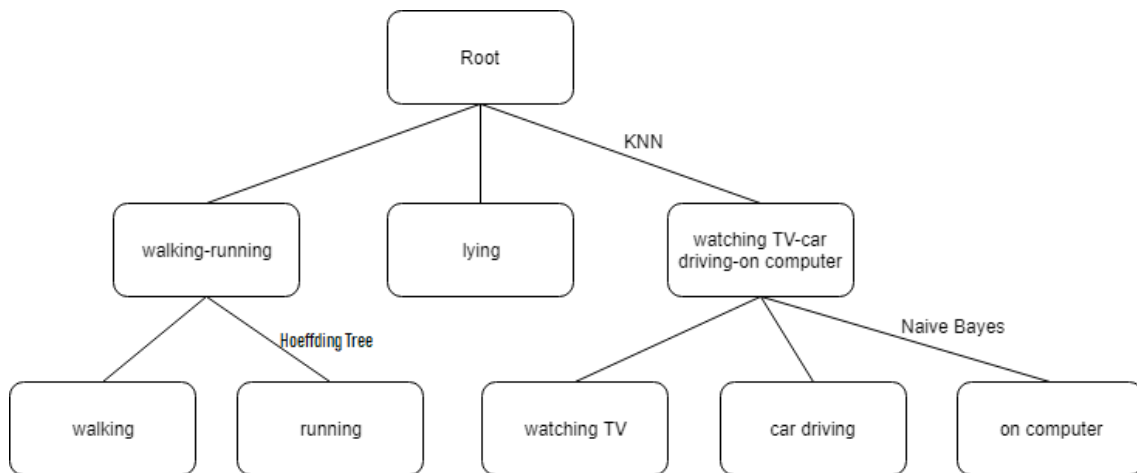 Root
KNN
walking-running
lying
watching TV-car
driving-on computer
Hoeffding Tree
Naive Bayes
walking
running
watching TV
car driving
on computer